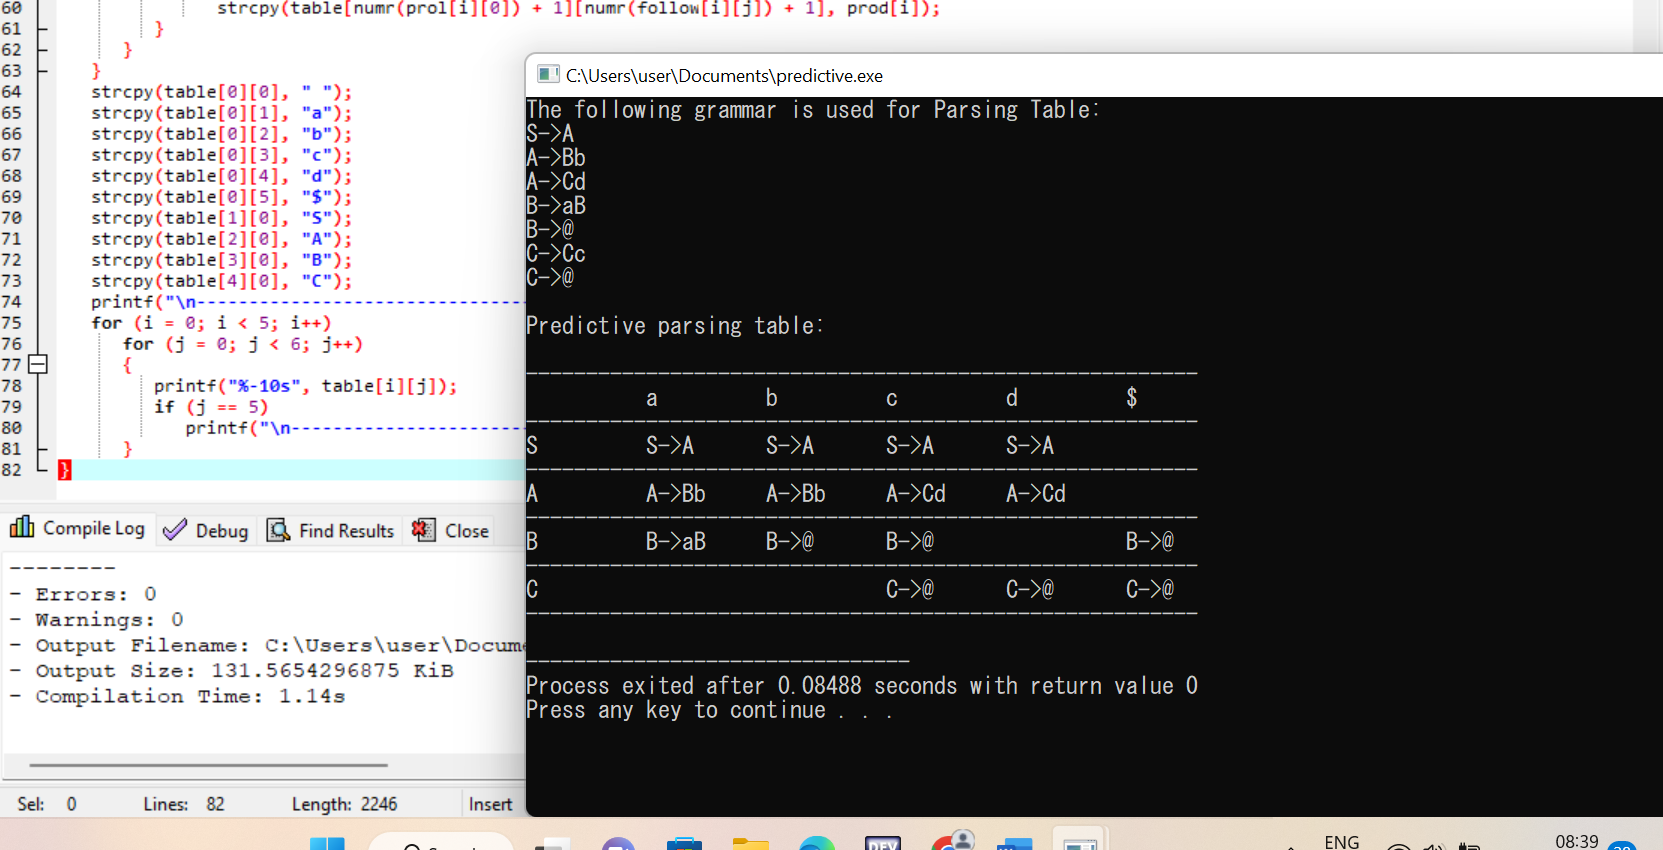 60 strcpy(table[numr(prol[i][0]) + 1][numr(follow[i][j]) + 1], prod[i]);
61 }
62 }
63 }
64 strcpy(table[0][0], " ");
65 strcpy(table[0][1], "a");
66 strcpy(table[0][2], "b");
67 strcpy(table[0][3], "c");
68 strcpy(table[0][4], "d");
69 strcpy(table[0][5], "$");
70 strcpy(table[1][0], "S");
71 strcpy(table[2][0], "A");
72 strcpy(table[3][0], "B");
73 strcpy(table[4][0], "C");
74 printf("\n--------------------------------
75 for (i = 0; i < 5; i++)
76 for (j = 0; j < 6; j++)
77 {
78 printf("%-10s", table[i][j]);
79 if (j == 5)
80 printf("\n-----------------------
81 }
82 }
Compile Log Debug Find Results Close
--------
- Errors: 0
- Warnings: 0
- Output Filename: C:\Users\user\Docum
- Output Size: 131.5654296875 KiB
- Compilation Time: 1.14s
Sel: 0 Lines: 82 Length: 2246 Insert
C:\Users\user\Documents\predictive.exe
The following grammar is used for Parsing Table:
S->A
A->Bb
A->Cd
B->aB
B->@
C->Cc
C->@
Predictive parsing table:
--------------------------------------------------------
a b c d $
--------------------------------------------------------
S S->A S->A S->A S->A
--------------------------------------------------------
A A->Bb A->Bb A->Cd A->Cd
--------------------------------------------------------
B B->aB B->@ B->@ B->@
--------------------------------------------------------
C C->@ C->@ C->@
--------------------------------------------------------
--------------------------------
Process exited after 0.08488 seconds with return value 0
Press any key to continue . . .
DEV
ENG
08:39